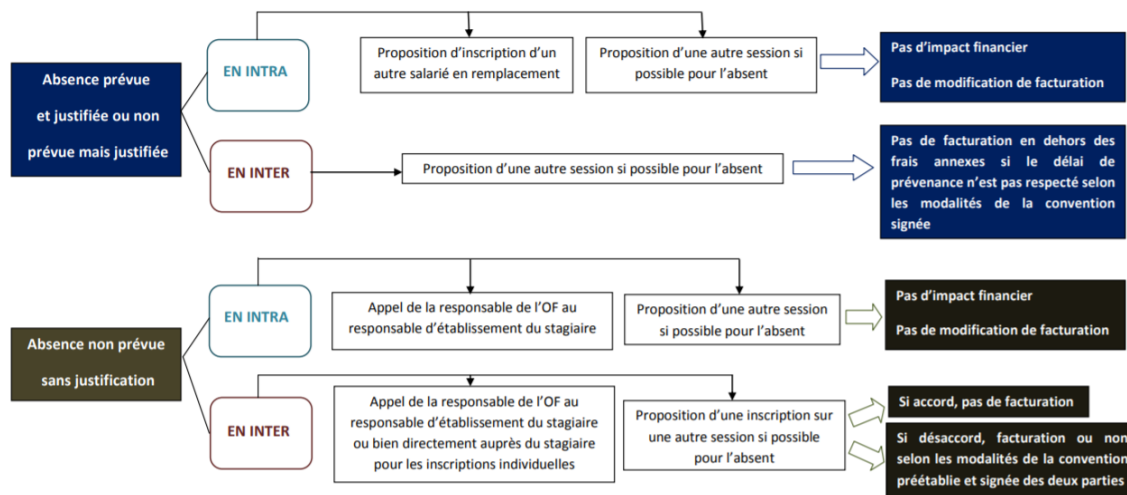 Absence prévue
et justifiée ou non
prévue mais justifiée
EN INTRA
Proposition d'inscription d'un
autre salarié en remplacement
Proposition d'une autre session si
possible pour l'absent
Pas d'impact financier
Pas de modification de facturation
EN INTER
Proposition d'une autre session si possible pour l'absent
Pas de facturation en dehors des
frais annexes si le délai de
prévenance n'est pas respecté selon
les modalités de la convention
signée
Absence non prévue
sans justification
EN INTRA
Appel de la responsable de l'OF au
responsable d'établissement du stagiaire
Proposition d'une autre session
si possible pour l'absent
Pas d'impact financier
Pas de modification de facturation
EN INTER
Appel de la responsable de l'OF au
responsable d'établissement du stagiaire
ou bien directement auprès du stagiaire
pour les inscriptions individuelles
Proposition d'une inscription sur
une autre session si possible
pour l'absent
Si accord, pas de facturation
Si désaccord, facturation ou non
selon les modalités de la convention
préétablie et signée des deux parties